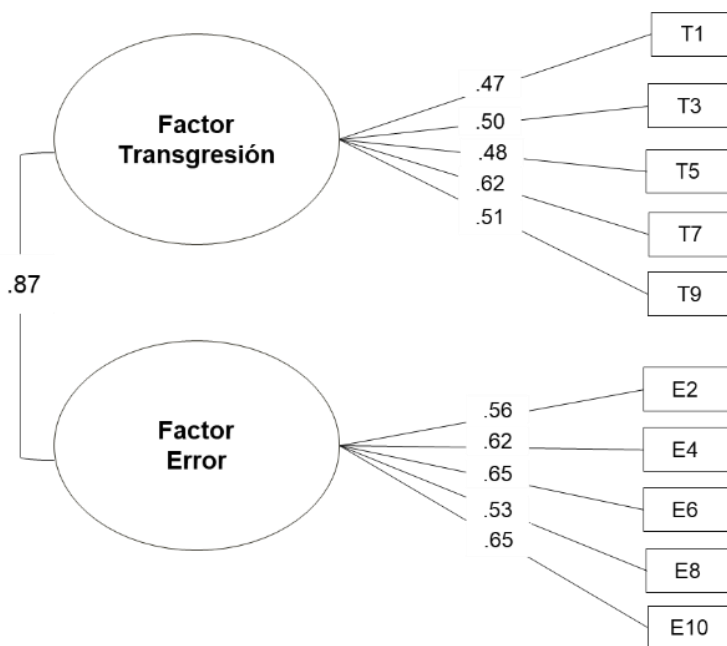 T1
.47
T3
.50
Factor
Transgresión
.48
T5
.62
T7
.51
T9
.87
E2
.56
.62
E4
Factor
Error
.65
E6
.53
E8
.65
E10